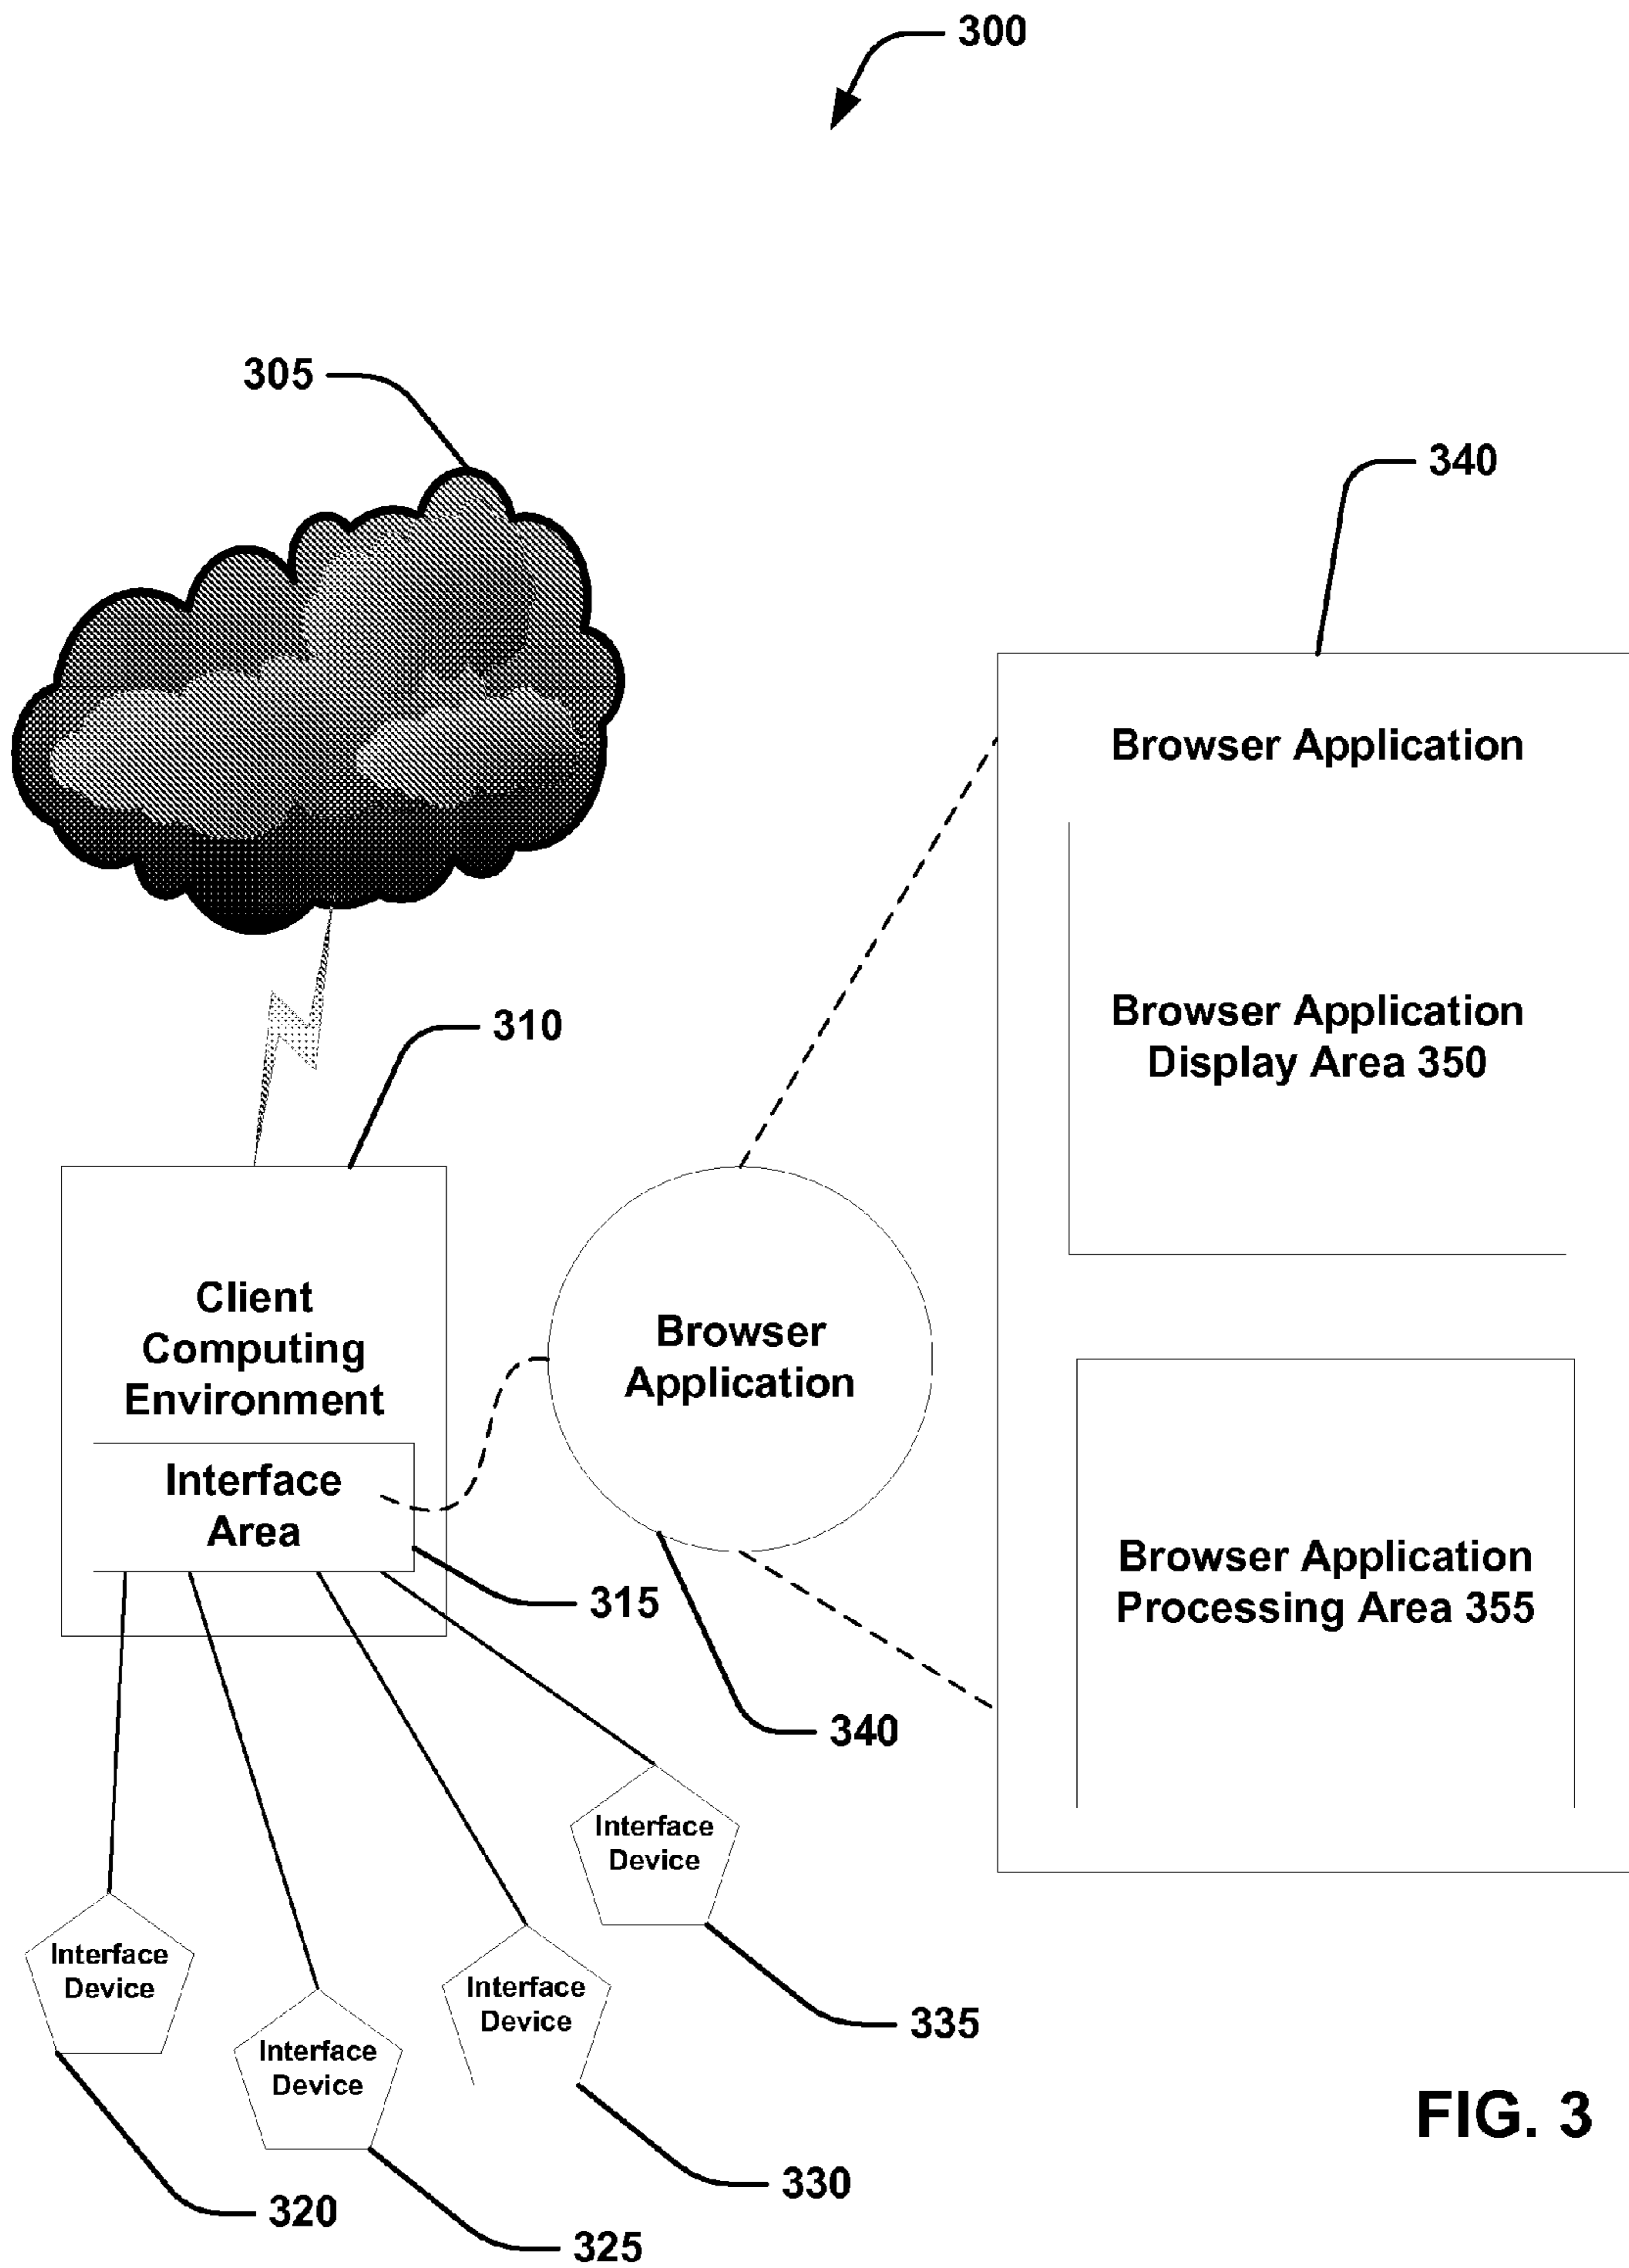 300
305
340
Browser Application
Browser Application
Display Area 350
310
Client
Computing
Environment
Browser
Application
Interface
Area
315
Browser Application
Processing Area 355
340
Interface
Device
Interface
Device
Interface
Device
Interface
Device
335
330
320
325
FIG. 3